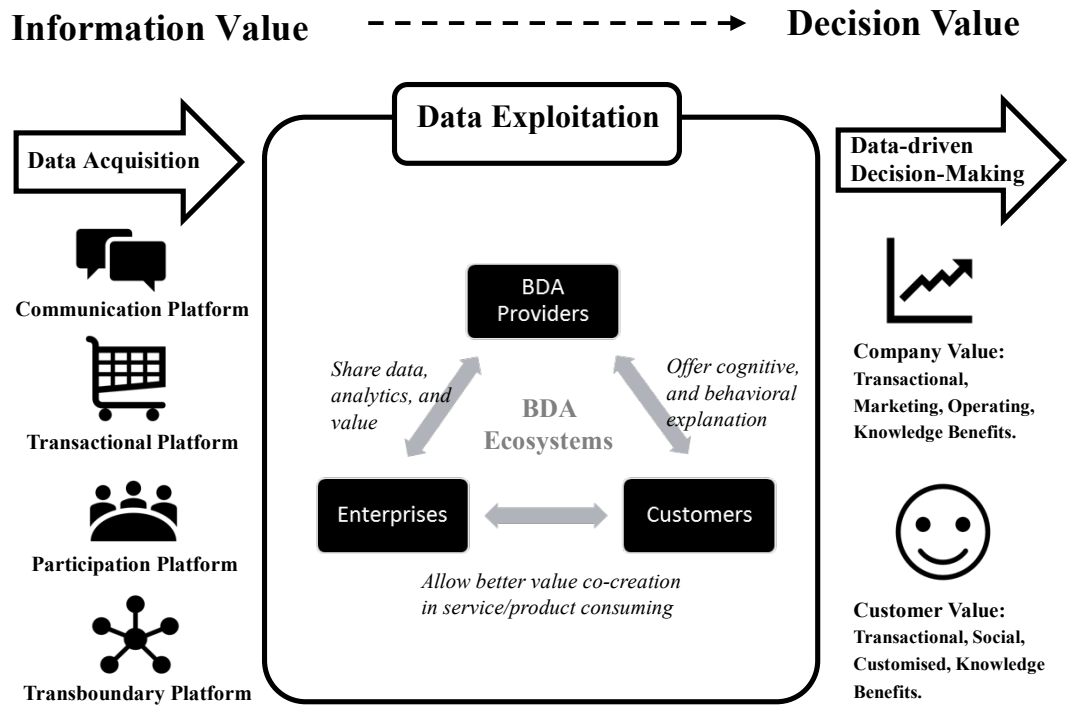 Information Value
Decision Value
Data Acquisition
Communication Platform
Transactional Platform
Participation Platform
Transboundary Platform
Data Exploitation
BDA
Providers
Share data,
analytics, and
value
Offer cognitive,
and behavioral
explanation
BDA
Ecosystems
Enterprises
Customers
Allow better value co-creation
in service/product consuming
Data-driven
Decision-Making
Company Value:
Transactional,
Marketing, Operating,
Knowledge Benefits.
Customer Value:
Transactional, Social,
Customised, Knowledge
Benefits.